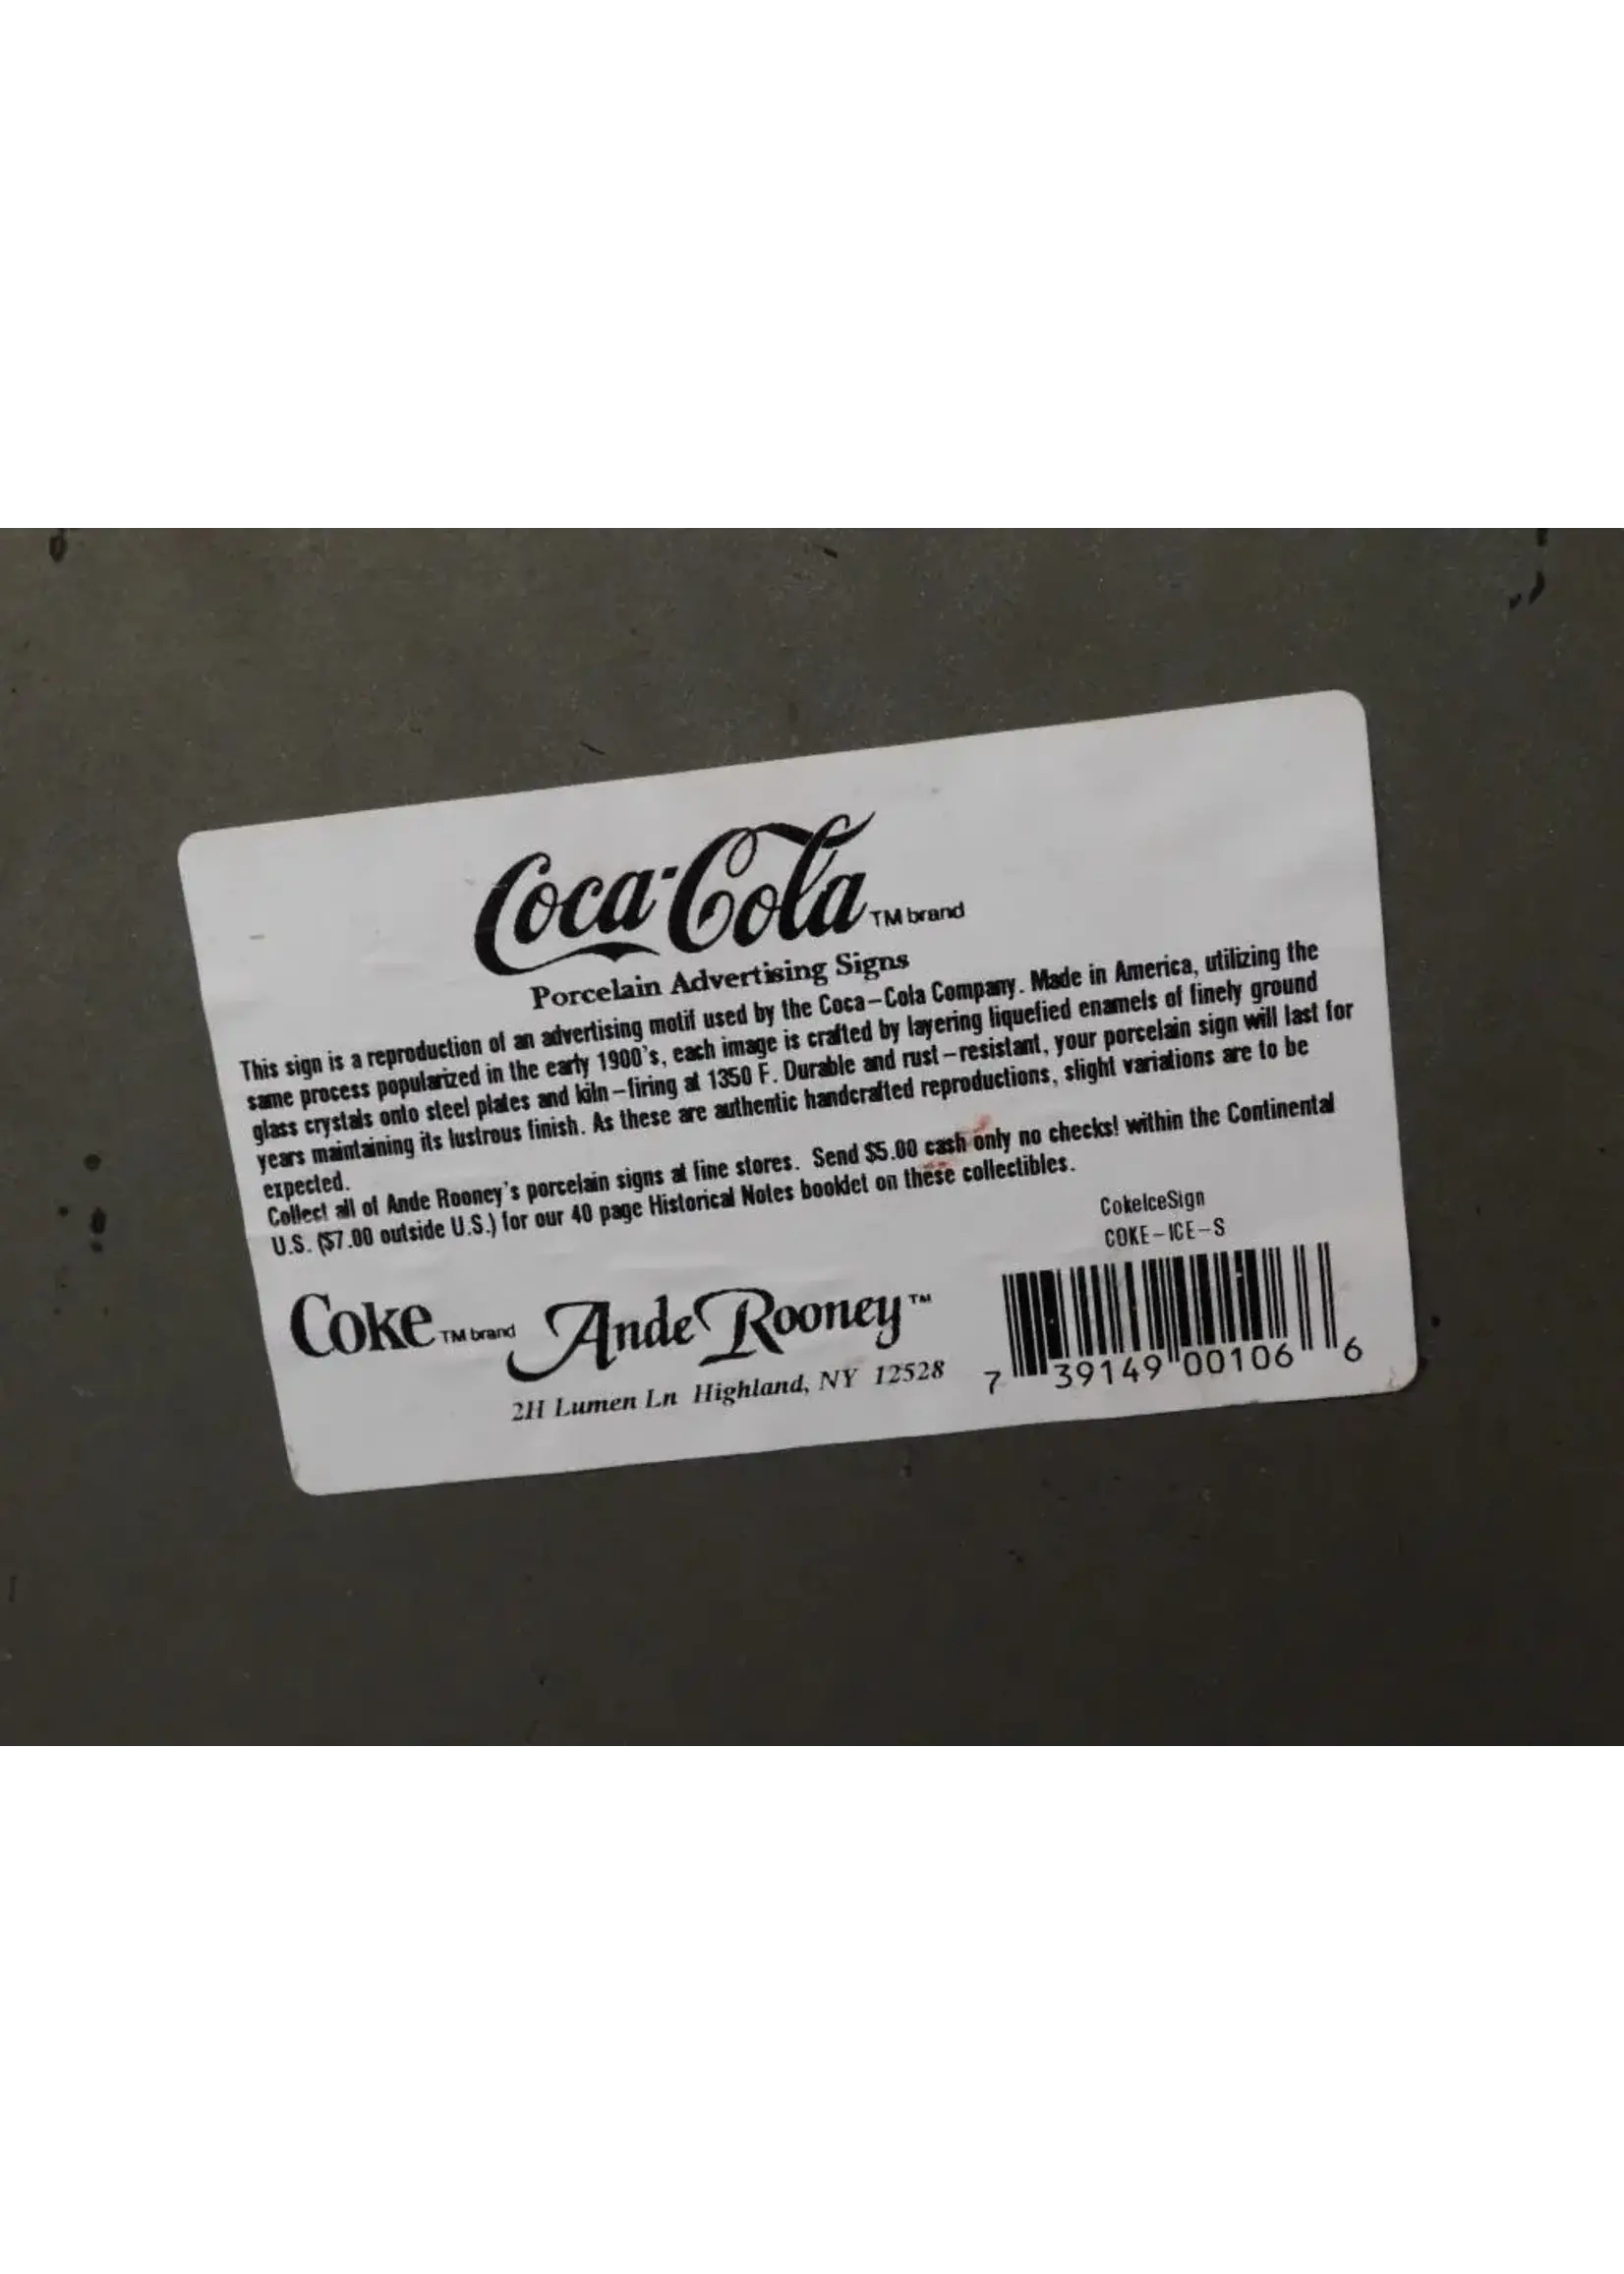 Coca-Cola TM brand
Porcelain Advertising Signs
This sign is a reproduction of an advertising motif used by the Coca-Cola Company. Made in America, utilizing the
same process popularized in the early 1900's, each image is crafted by layering liquefied enamels of finely ground
glass crystals onto steel plates and kiln-firing at 1350 F. Durable and rust-resistant, your porcelain sign will last for
years maintaining its lustrous finish. As these are authentic handcrafted reproductions, slight variations are to be
expected.
Collect all of Ande Rooney's porcelain signs at fine stores. Send $5.00 cash only no checks! within the Continental
U.S. ($7.00 outside U.S.) for our 40 page Historical Notes booklet on these collectibles.
CokeIceSign
COKE-ICE-S
Coke TM brand Ande Rooney TM
2H Lumen Ln Highland, NY 12528
7 39149 00106 6